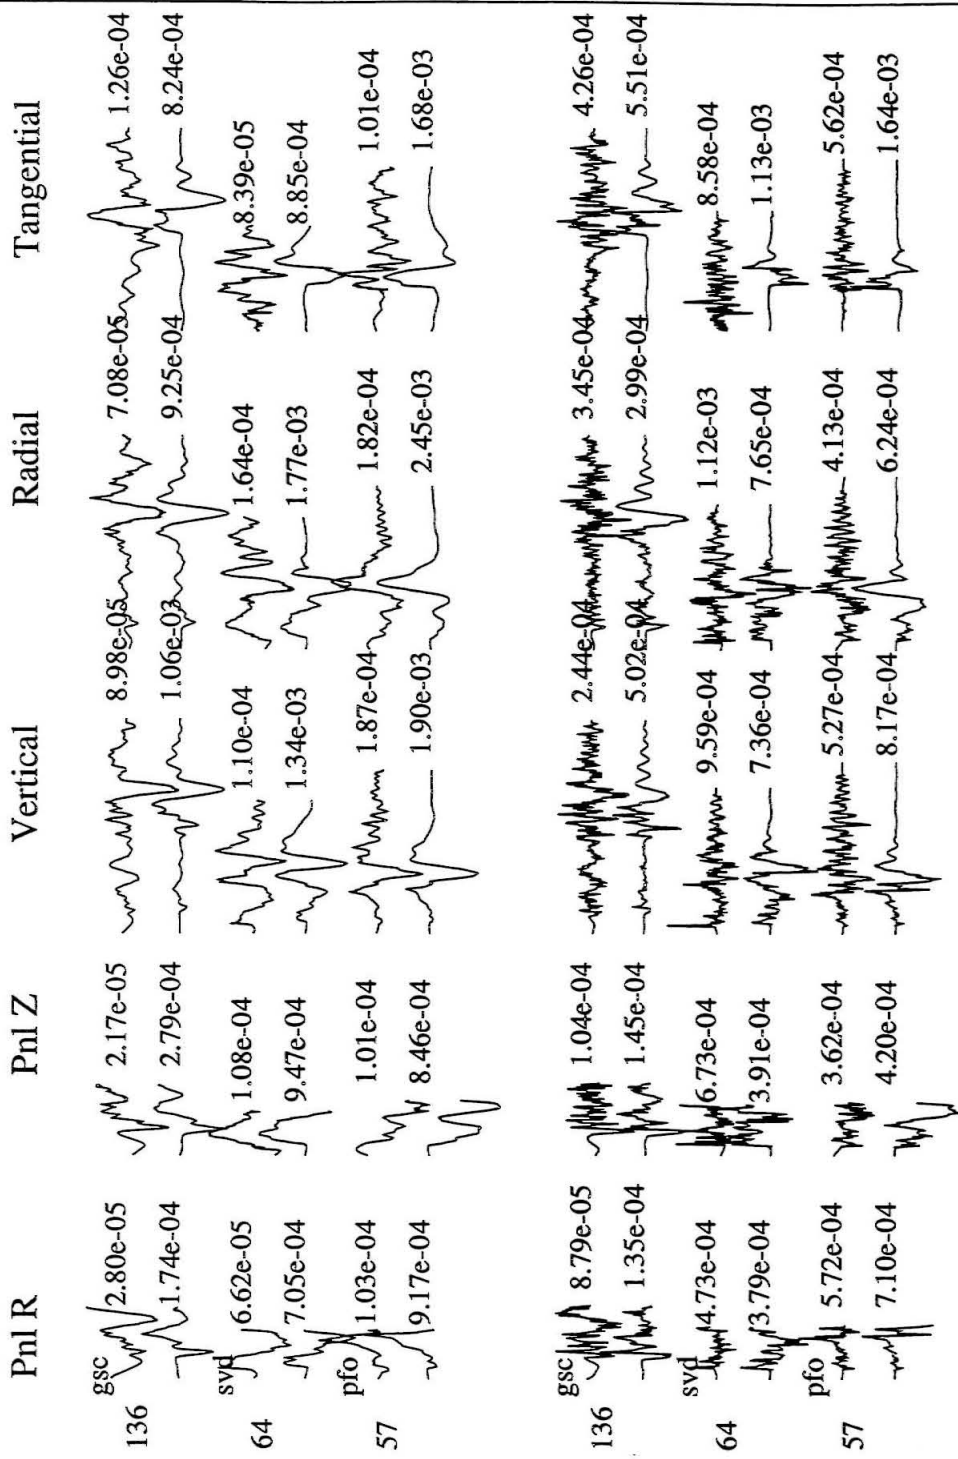 Pnl R Pnl Z Vertical Radial Tangential
gsc 2.80e-05 2.17e-05 8.98e-05 7.08e-05 1.26e-04
136 1.74e-04 2.79e-04 1.06e-03 9.25e-04 8.24e-04
svd 6.62e-05 1.08e-04 1.10e-04 1.64e-04 8.39e-05
64 7.05e-04 9.47e-04 1.34e-03 1.77e-03 8.85e-04
pfo 1.03e-04 1.01e-04 1.87e-04 1.82e-04 1.01e-04
57 9.17e-04 8.46e-04 1.90e-03 2.45e-03 1.68e-03
gsc 8.79e-05 1.04e-04 2.44e-04 3.45e-04 4.26e-04
136 1.35e-04 1.45e-04 5.02e-04 2.99e-04 5.51e-04
svd 4.73e-04 6.73e-04 9.59e-04 1.12e-03 8.58e-04
64 3.79e-04 3.91e-04 7.36e-04 7.65e-04 1.13e-03
pfo 5.72e-04 3.62e-04 5.27e-04 4.13e-04 5.62e-04
57 7.10e-04 4.20e-04 8.17e-04 6.24e-04 1.64e-03